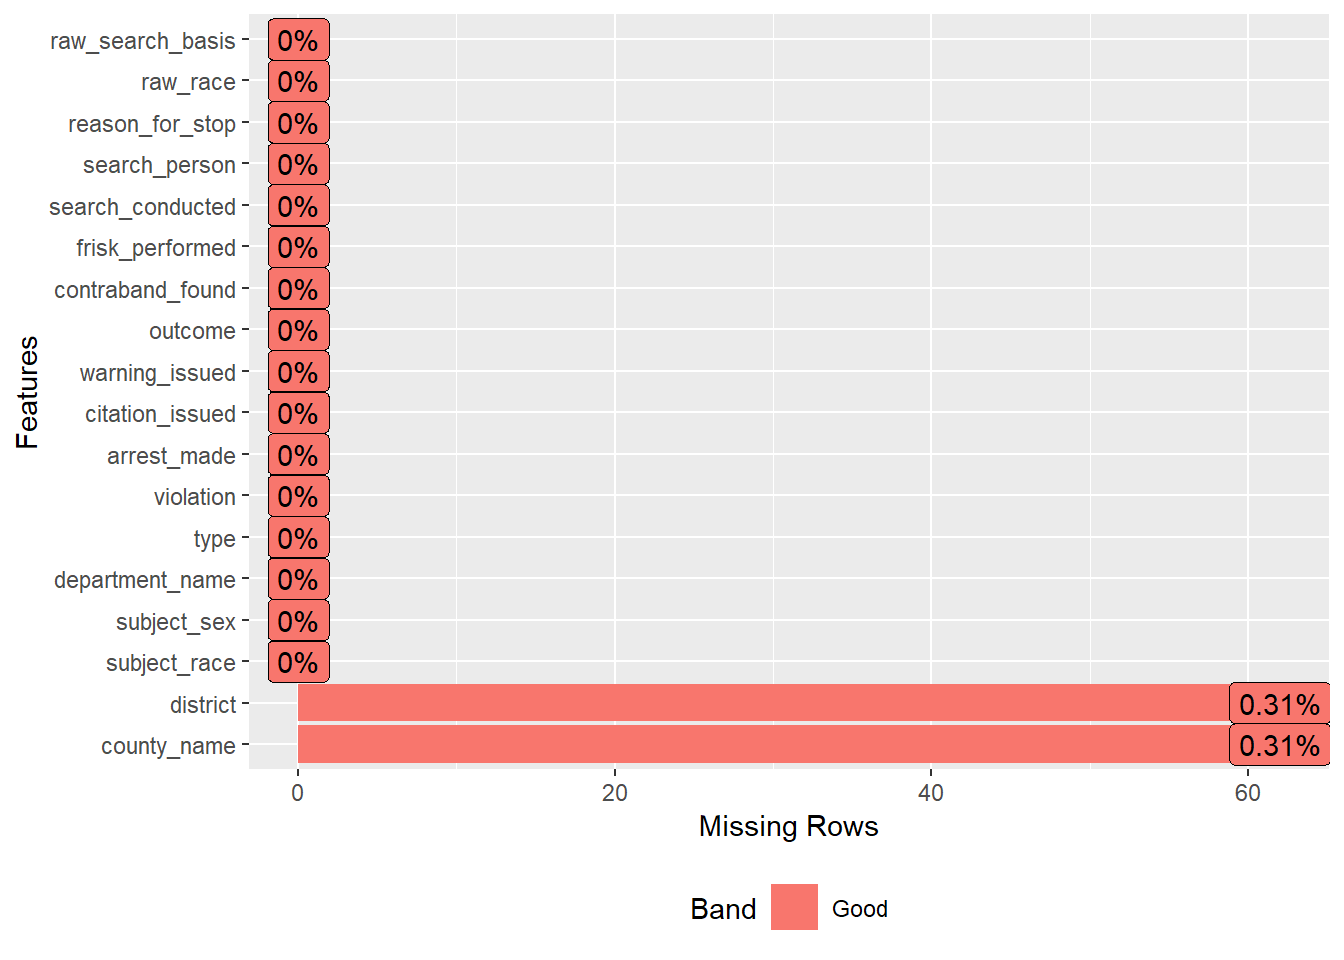 raw_search_basis 0%
raw_race 0%
reason_for_stop 0%
search_person 0%
search_conducted 0%
frisk_performed 0%
contraband_found 0%
outcome 0%
warning_issued 0%
citation_issued 0%
arrest_made 0%
violation 0%
type 0%
department_name 0%
subject_sex 0%
subject_race 0%
district 0.31%
county_name 0.31%
Features
0 20 40 60
Missing Rows
Band Good